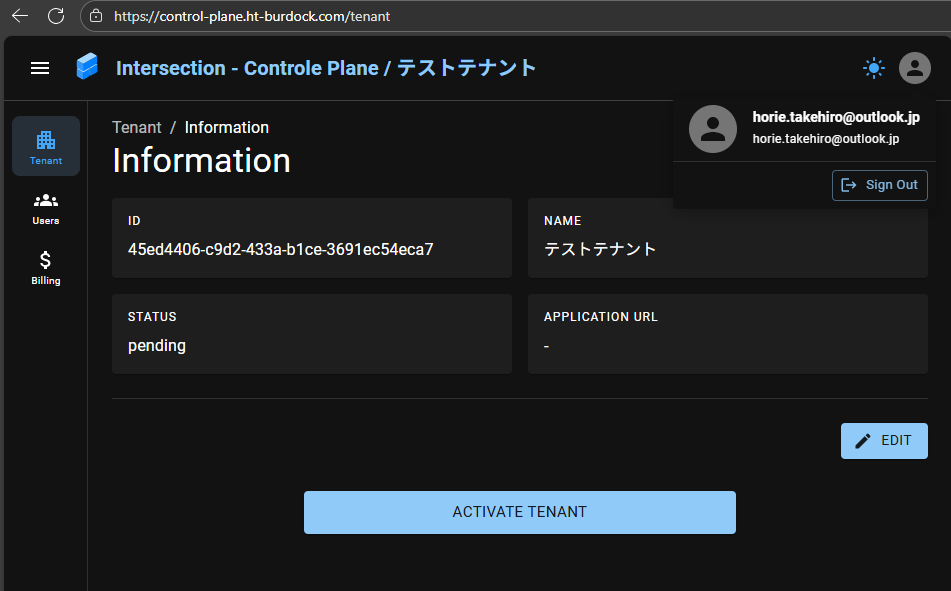 https://control-plane.ht-burdock.com/tenant
Intersection - Controle Plane / テストテナント
horie.takehiro@outlook.jp
horie.takehiro@outlook.jp
Sign Out
Tenant
Users
Billing
Tenant / Information
Information
ID
45ed4406-c9d2-433a-b1ce-3691ec54eca7
NAME
テストテナント
STATUS
pending
APPLICATION URL
-
EDIT
ACTIVATE TENANT